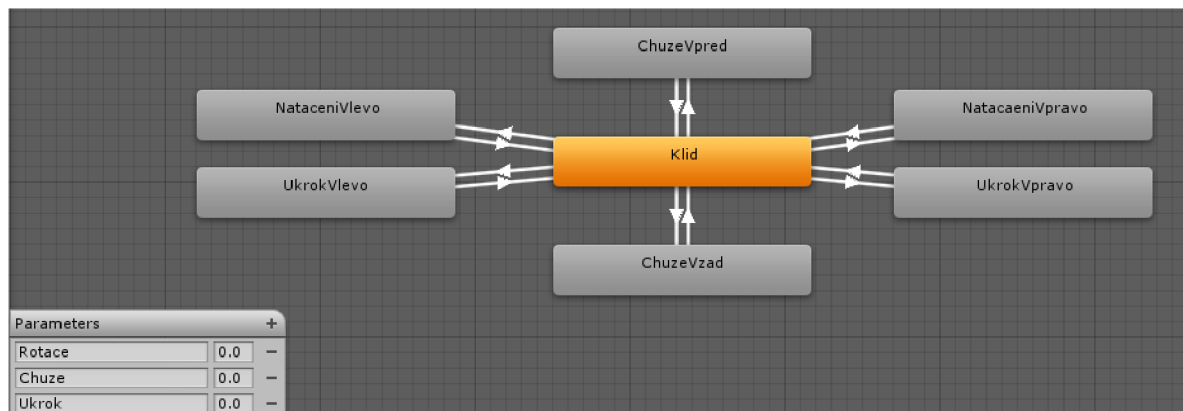 ChuzeVpred
NataceniVlevo
NatacaeniVpravo
Klid
UkrokVlevo
UkrokVpravo
ChuzeVzad
Parameters +
Rotace 0.0 −
Chuze 0.0 −
Ukrok 0.0 −